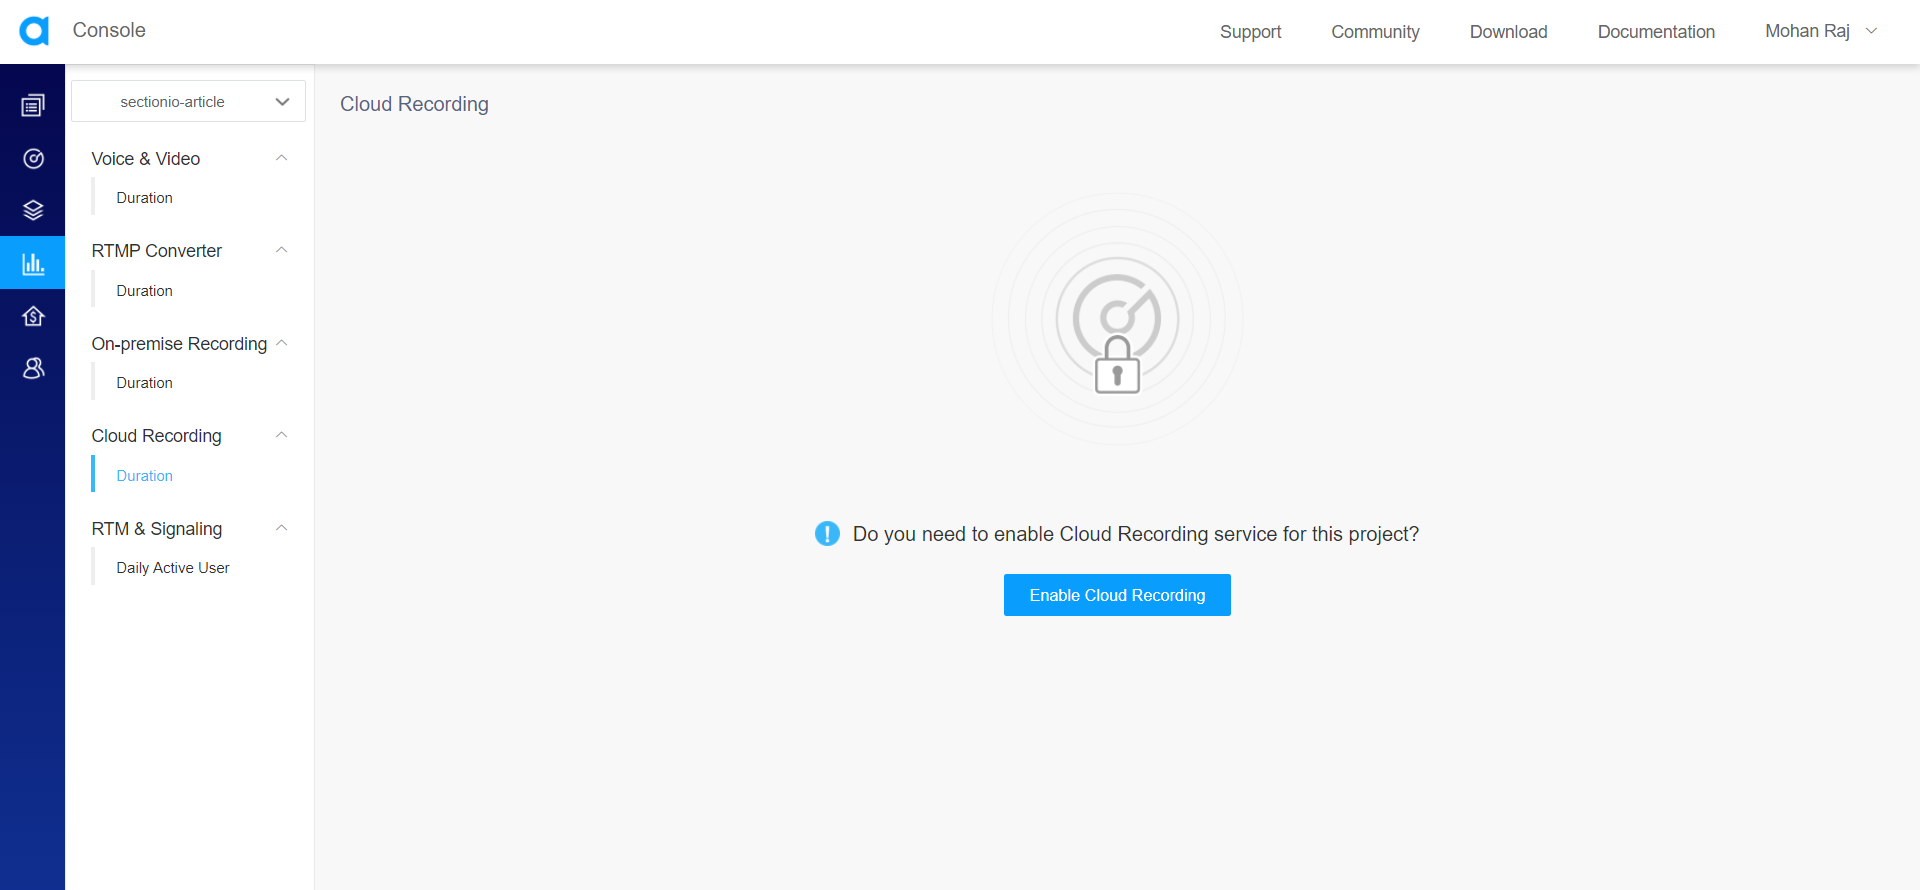 Console
Support
Community
Download
Documentation
Mohan Raj
sectionio-article
Voice & Video
Duration
RTMP Converter
Duration
On-premise Recording
Duration
Cloud Recording
Duration
RTM & Signaling
Daily Active User
Cloud Recording
Do you need to enable Cloud Recording service for this project?
Enable Cloud Recording